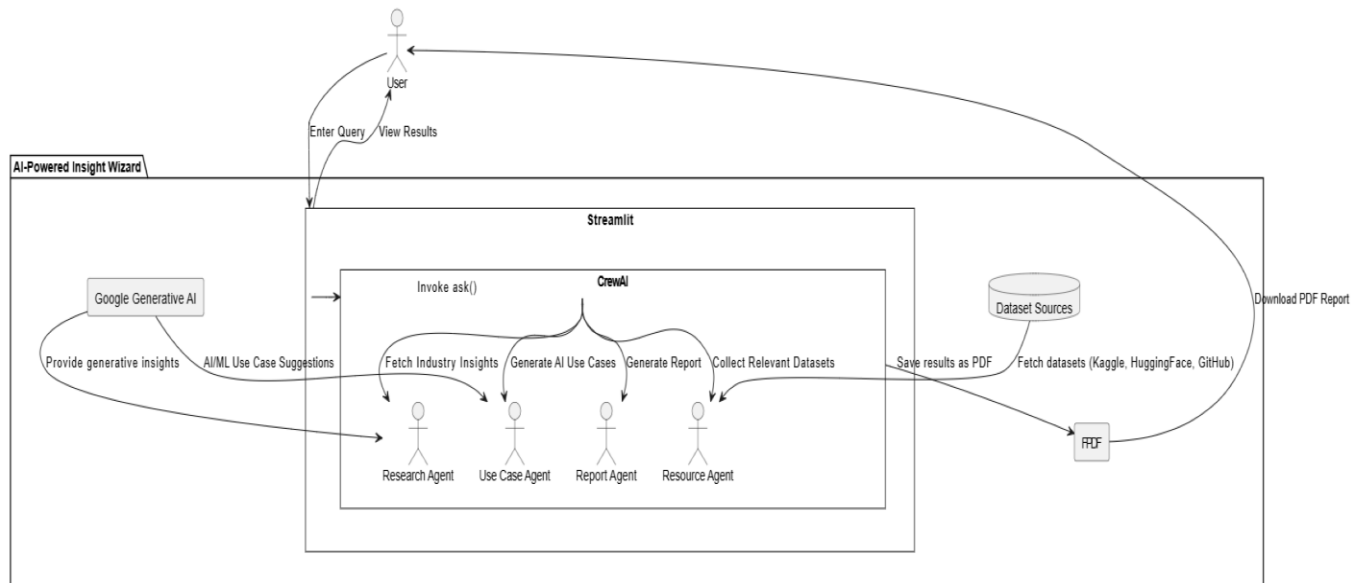 User
Enter Query
View Results
AI-Powered Insight Wizard
Streamlit
CrewAI
Invoke ask()
Google Generative AI
Dataset Sources
Download PDF Report
Provide generative insights
AI/ML Use Case Suggestions
Fetch Industry Insights
Generate AI Use Cases
Generate Report
Collect Relevant Datasets
Save results as PDF
Fetch datasets (Kaggle, HuggingFace, GitHub)
FPDF
Research Agent
Use Case Agent
Report Agent
Resource Agent